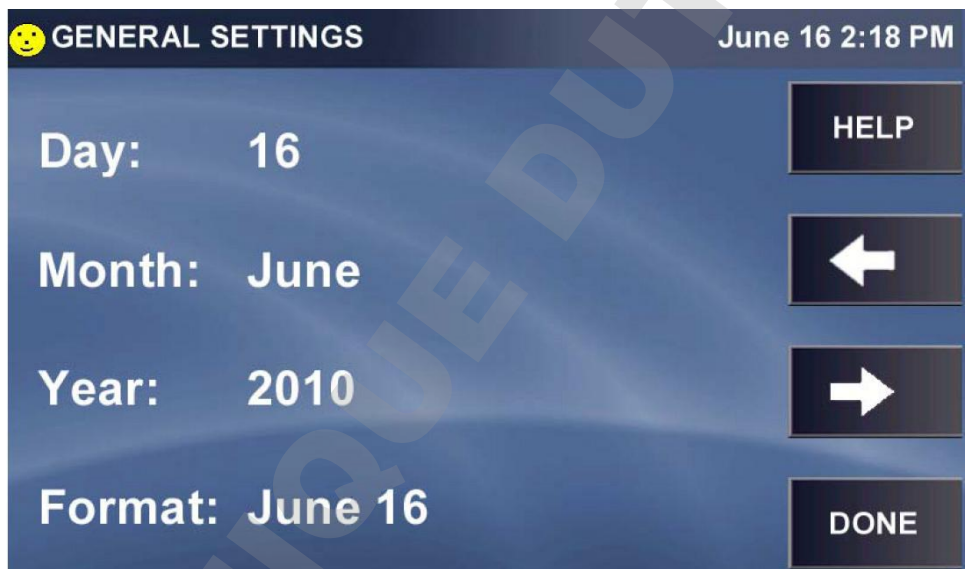 GENERAL SETTINGS June 16 2:18 PM
Day: 16
HELP
Month: June
Year: 2010
Format: June 16
DONE